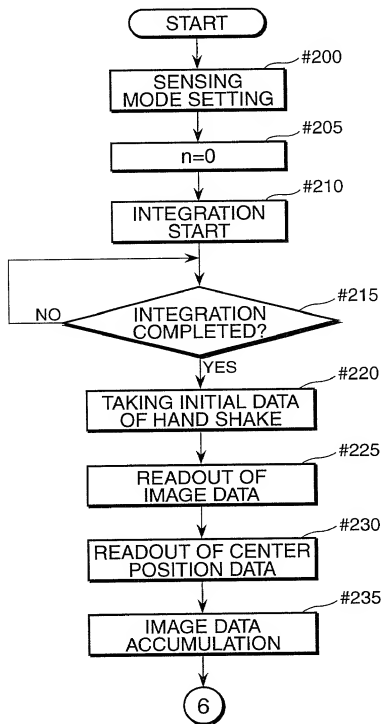 START
#200
SENSING
MODE SETTING
#205
n=0
#210
INTEGRATION
START
#215
INTEGRATION
COMPLETED?
NO
YES
#220
TAKING INITIAL DATA
OF HAND SHAKE
#225
READOUT OF
IMAGE DATA
#230
READOUT OF CENTER
POSITION DATA
#235
IMAGE DATA
ACCUMULATION
6